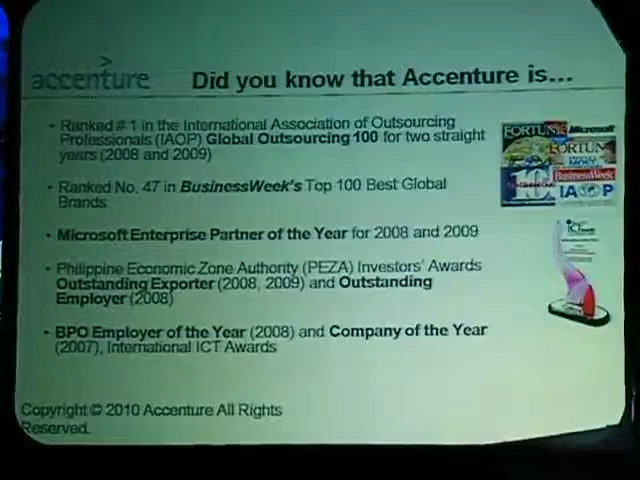 accenture
Did you know that Accenture is...
• Ranked #1 in the International Association of Outsourcing
Professionals (IAOP) Global Outsourcing 100 for two straight
years (2008 and 2009)
• Ranked No. 47 in BusinessWeek's Top 100 Best Global
Brands
• Microsoft Enterprise Partner of the Year for 2008 and 2009
• Philippine Economic Zone Authority (PEZA) Investors' Awards
Outstanding Exporter (2008, 2009) and Outstanding
Employer (2008)
• BPO Employer of the Year (2008) and Company of the Year
(2007), International ICT Awards
FORTUNE
Microsoft
FORTUNE
BusinessWeek
IAOP
Copyright © 2010 Accenture All Rights
Reserved.